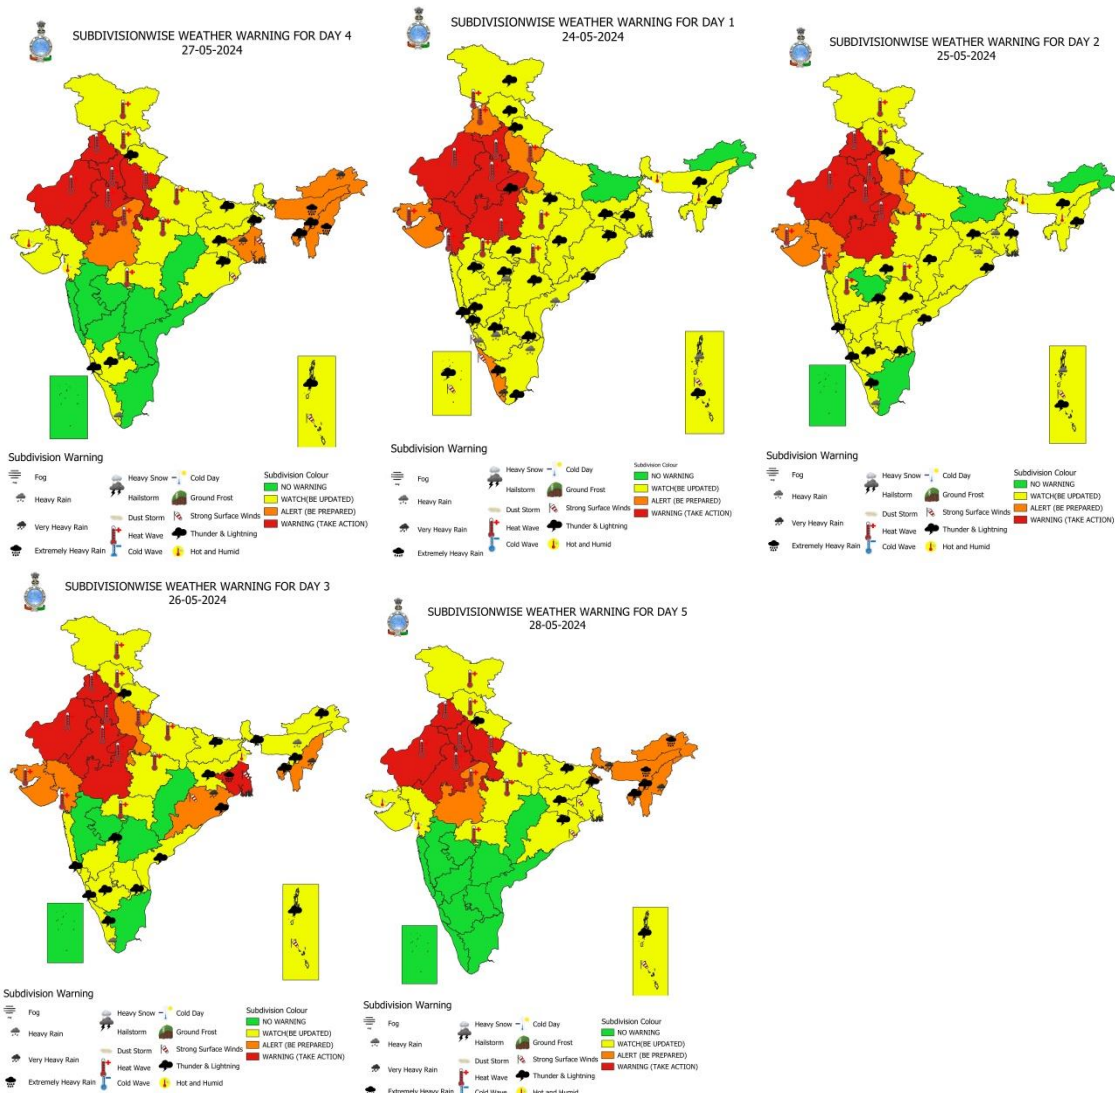 SUBDIVISIONWISE WEATHER WARNING FOR DAY 4
27-05-2024
Subdivision Warning
Fog
Heavy Rain
Very Heavy Rain
Extremely Heavy Rain
Heavy Snow
Hailstorm
Dust Storm
Heat Wave
Cold Wave
Cold Day
Ground Frost
Strong Surface Winds
Thunder & Lightning
Hot and Humid
Subdivision Colour
NO WARNING
WATCH(BE UPDATED)
ALERT (BE PREPARED)
WARNING (TAKE ACTION)
SUBDIVISIONWISE WEATHER WARNING FOR DAY 1
24-05-2024
Subdivision Warning
Fog
Heavy Rain
Very Heavy Rain
Extremely Heavy Rain
Heavy Snow
Hailstorm
Dust Storm
Heat Wave
Cold Wave
Cold Day
Ground Frost
Strong Surface Winds
Thunder & Lightning
Hot and Humid
Subdivision Colour
NO WARNING
WATCH(BE UPDATED)
ALERT (BE PREPARED)
WARNING (TAKE ACTION)
SUBDIVISIONWISE WEATHER WARNING FOR DAY 2
25-05-2024
Subdivision Warning
Fog
Heavy Rain
Very Heavy Rain
Extremely Heavy Rain
Heavy Snow
Hailstorm
Dust Storm
Heat Wave
Cold Wave
Cold Day
Ground Frost
Strong Surface Winds
Thunder & Lightning
Hot and Humid
Subdivision Colour
NO WARNING
WATCH(BE UPDATED)
ALERT (BE PREPARED)
WARNING (TAKE ACTION)
SUBDIVISIONWISE WEATHER WARNING FOR DAY 3
26-05-2024
Subdivision Warning
Fog
Heavy Rain
Very Heavy Rain
Extremely Heavy Rain
Heavy Snow
Hailstorm
Dust Storm
Heat Wave
Cold Wave
Cold Day
Ground Frost
Strong Surface Winds
Thunder & Lightning
Hot and Humid
Subdivision Colour
NO WARNING
WATCH(BE UPDATED)
ALERT (BE PREPARED)
WARNING (TAKE ACTION)
SUBDIVISIONWISE WEATHER WARNING FOR DAY 5
28-05-2024
Subdivision Warning
Fog
Heavy Rain
Very Heavy Rain
Extremely Heavy Rain
Heavy Snow
Hailstorm
Dust Storm
Heat Wave
Cold Wave
Cold Day
Ground Frost
Strong Surface Winds
Thunder & Lightning
Hot and Humid
Subdivision Colour
NO WARNING
WATCH(BE UPDATED)
ALERT (BE PREPARED)
WARNING (TAKE ACTION)